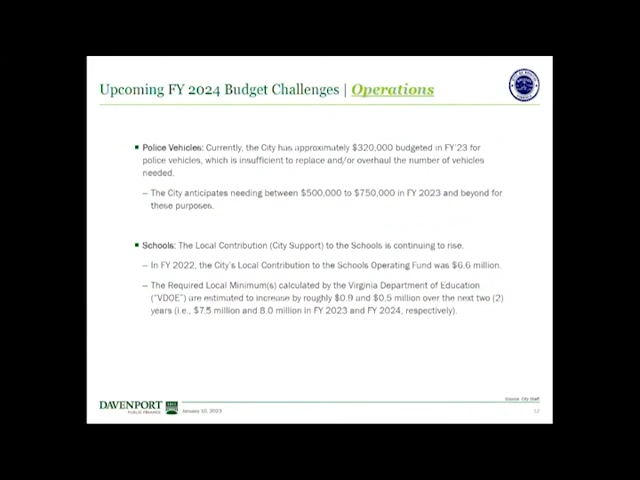 Upcoming FY 2024 Budget Challenges | Operations
▪ Police Vehicles: Currently, the City has approximately $320,000 budgeted in FY'23 for
police vehicles, which is insufficient to replace and/or overhaul the number of vehicles
needed.
– The City anticipates needing between $500,000 to $750,000 in FY 2023 and beyond for
these purposes.
▪ Schools: The Local Contribution (City Support) to the Schools is continuing to rise.
– In FY 2022, the City's Local Contribution to the Schools Operating Fund was $6.6 million.
– The Required Local Minimum(s) calculated by the Virginia Department of Education
("VDOE") are estimated to increase by roughly $0.9 and $0.5 million over the next two (2)
years (i.e., $7.5 million and 8.0 million in FY 2023 and FY 2024, respectively).
Source: City Staff
DAVENPORT
PUBLIC FINANCE
January 10, 2023
12